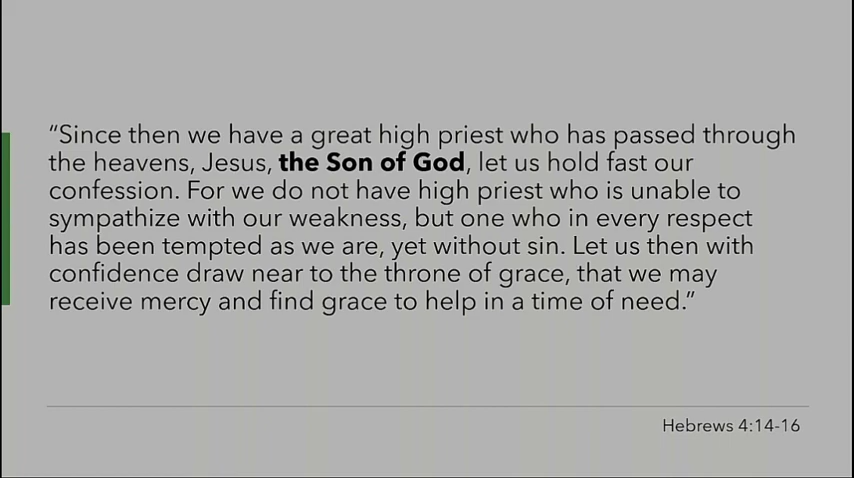 “Since then we have a great high priest who has passed through
the heavens, Jesus, the Son of God, let us hold fast our
confession. For we do not have high priest who is unable to
sympathize with our weakness, but one who in every respect
has been tempted as we are, yet without sin. Let us then with
confidence draw near to the throne of grace, that we may
receive mercy and find grace to help in a time of need.”
Hebrews 4:14-16